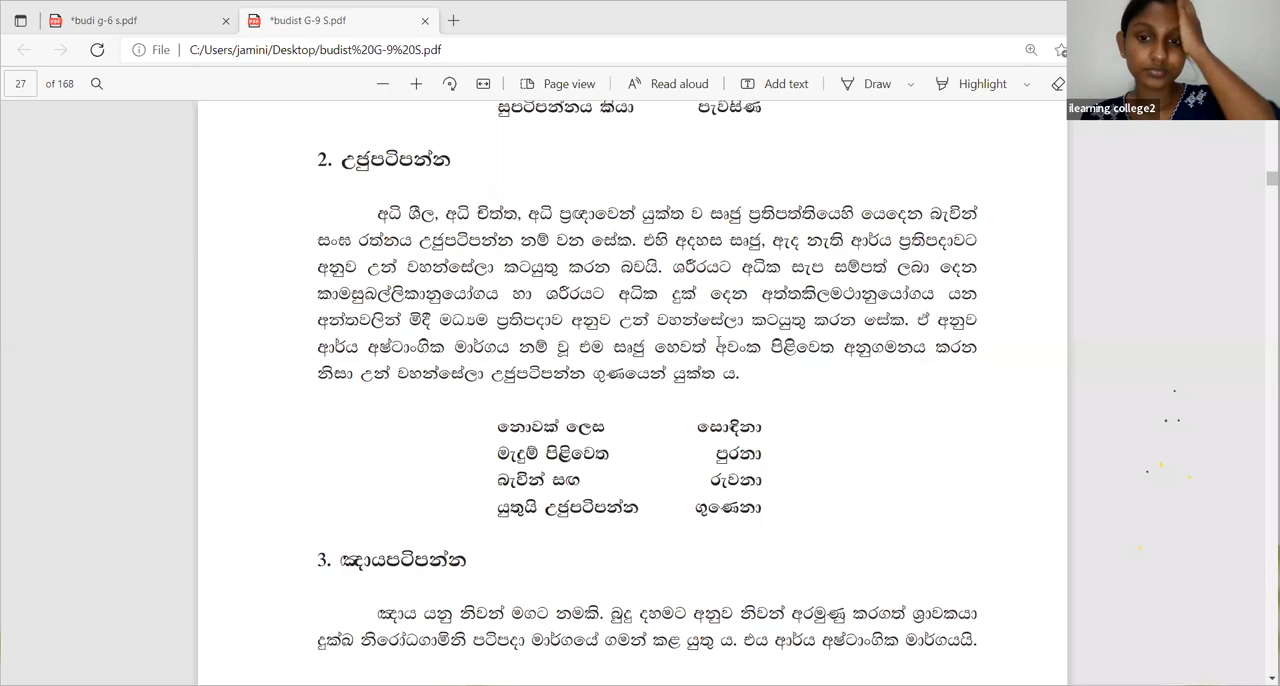 *budi g-6 s.pdf
*budist G-9 S.pdf
File
C:/Users/jamini/Desktop/budist%20G-9%20S.pdf
27 of 168
Page view
Read aloud
Add text
Draw
Highlight
ilearning college2
සුපටිපන්නය කියා පැවසිණ
2. උජුපටිපන්න
අධි ශීල, අධි චිත්ත, අධි ප්‍රඥාවෙන් යුක්ත ව සෘජු ප්‍රතිපත්තියෙහි යෙදෙන බැවින්
සංඝ රත්නය උජුපටිපන්න නම් වන සේක. එහි අදහස සෘජු, ඇද නැති ආර්ය ප්‍රතිපදාවට
අනුව උන් වහන්සේලා කටයුතු කරන බවයි. ශරීරයට අධික සැප සම්පත් ලබා දෙන
කාමසුඛල්ලිකානුයෝගය හා ශරීරයට අධික දුක් දෙන අත්තකිලමථානුයෝගය යන
අන්තවලින් මිදී මධ්‍යම ප්‍රතිපදාව අනුව උන් වහන්සේලා කටයුතු කරන සේක. ඒ අනුව
ආර්ය අෂ්ටාංගික මාර්ගය නම් වූ එම සෘජු හෙවත් අවංක පිළිවෙත අනුගමනය කරන
නිසා උන් වහන්සේලා උජුපටිපන්න ගුණයෙන් යුක්ත ය.
නොවක් ලෙස සොඳිනා
මැදුම් පිළිවෙත පුරනා
බැවින් සඟ රුවනා
යුතුයි උජුපටිපන්න ගුණෙනා
3. ඤායපටිපන්න
ඤාය යනු නිවන් මගට නමකි. බුදු දහමට අනුව නිවන් අරමුණු කරගත් ශ්‍රාවකයා
දුක්ඛ නිරෝධගාමිනි පටිපදා මාර්ගයේ ගමන් කළ යුතු ය. එය ආර්ය අෂ්ටාංගික මාර්ගයයි.